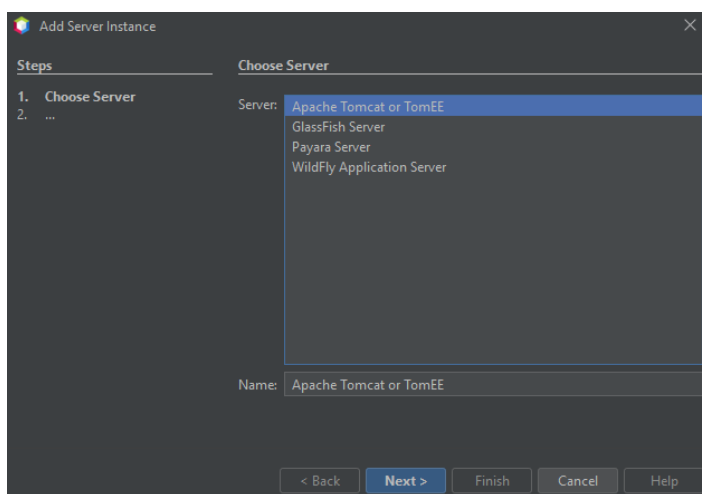 Add Server Instance
Steps
1. Choose Server
2. ...
Choose Server
Server:
Apache Tomcat or TomEE
GlassFish Server
Payara Server
WildFly Application Server
Name: Apache Tomcat or TomEE
< Back Next > Finish Cancel Help